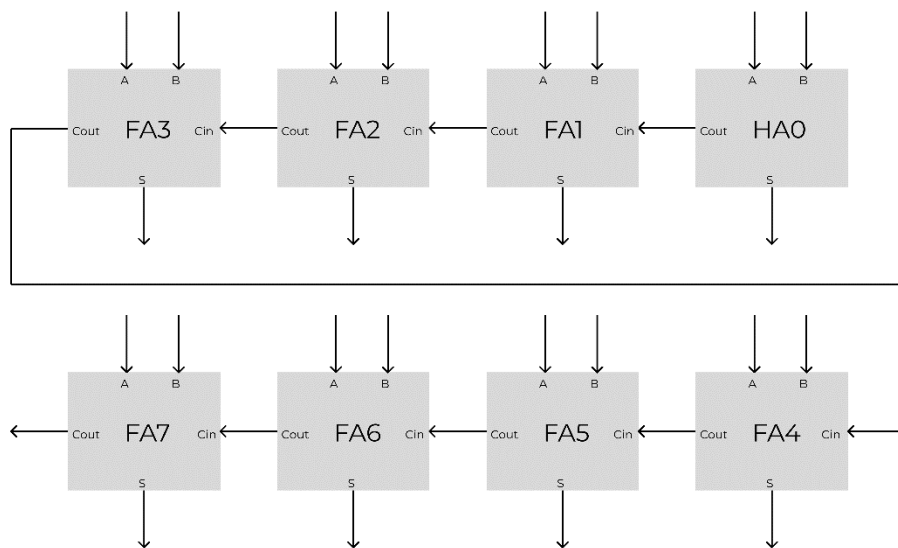 A B A B A B A B
Cout FA3 Cin Cout FA2 Cin Cout FA1 Cin Cout HA0
S S S S
A B A B A B A B
Cout FA7 Cin Cout FA6 Cin Cout FA5 Cin Cout FA4 Cin
S S S S